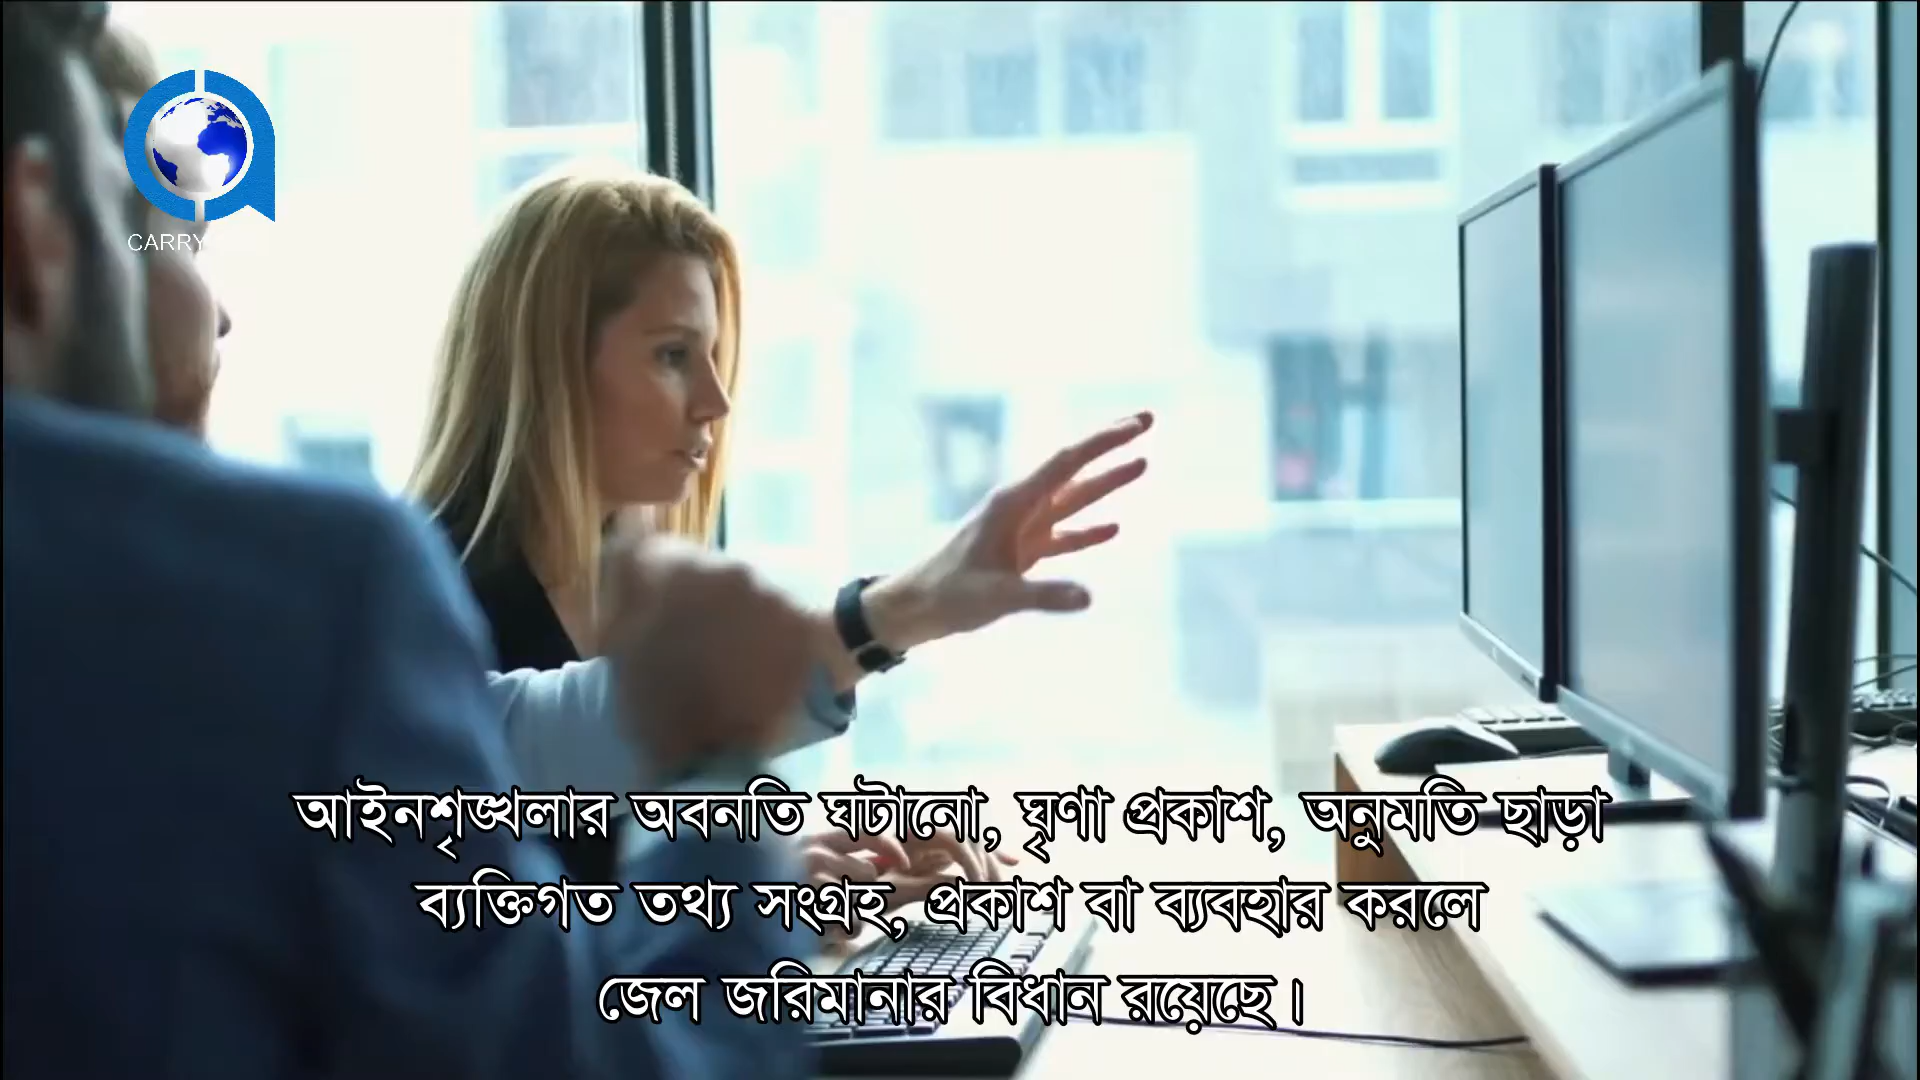 CARRY
আইনশৃঙ্খলার অবনতি ঘটানো, ঘৃণা প্রকাশ, অনুমতি ছাড়া
ব্যক্তিগত তথ্য সংগ্রহ, প্রকাশ বা ব্যবহার করলে
জেল জরিমানার বিধান রয়েছে।